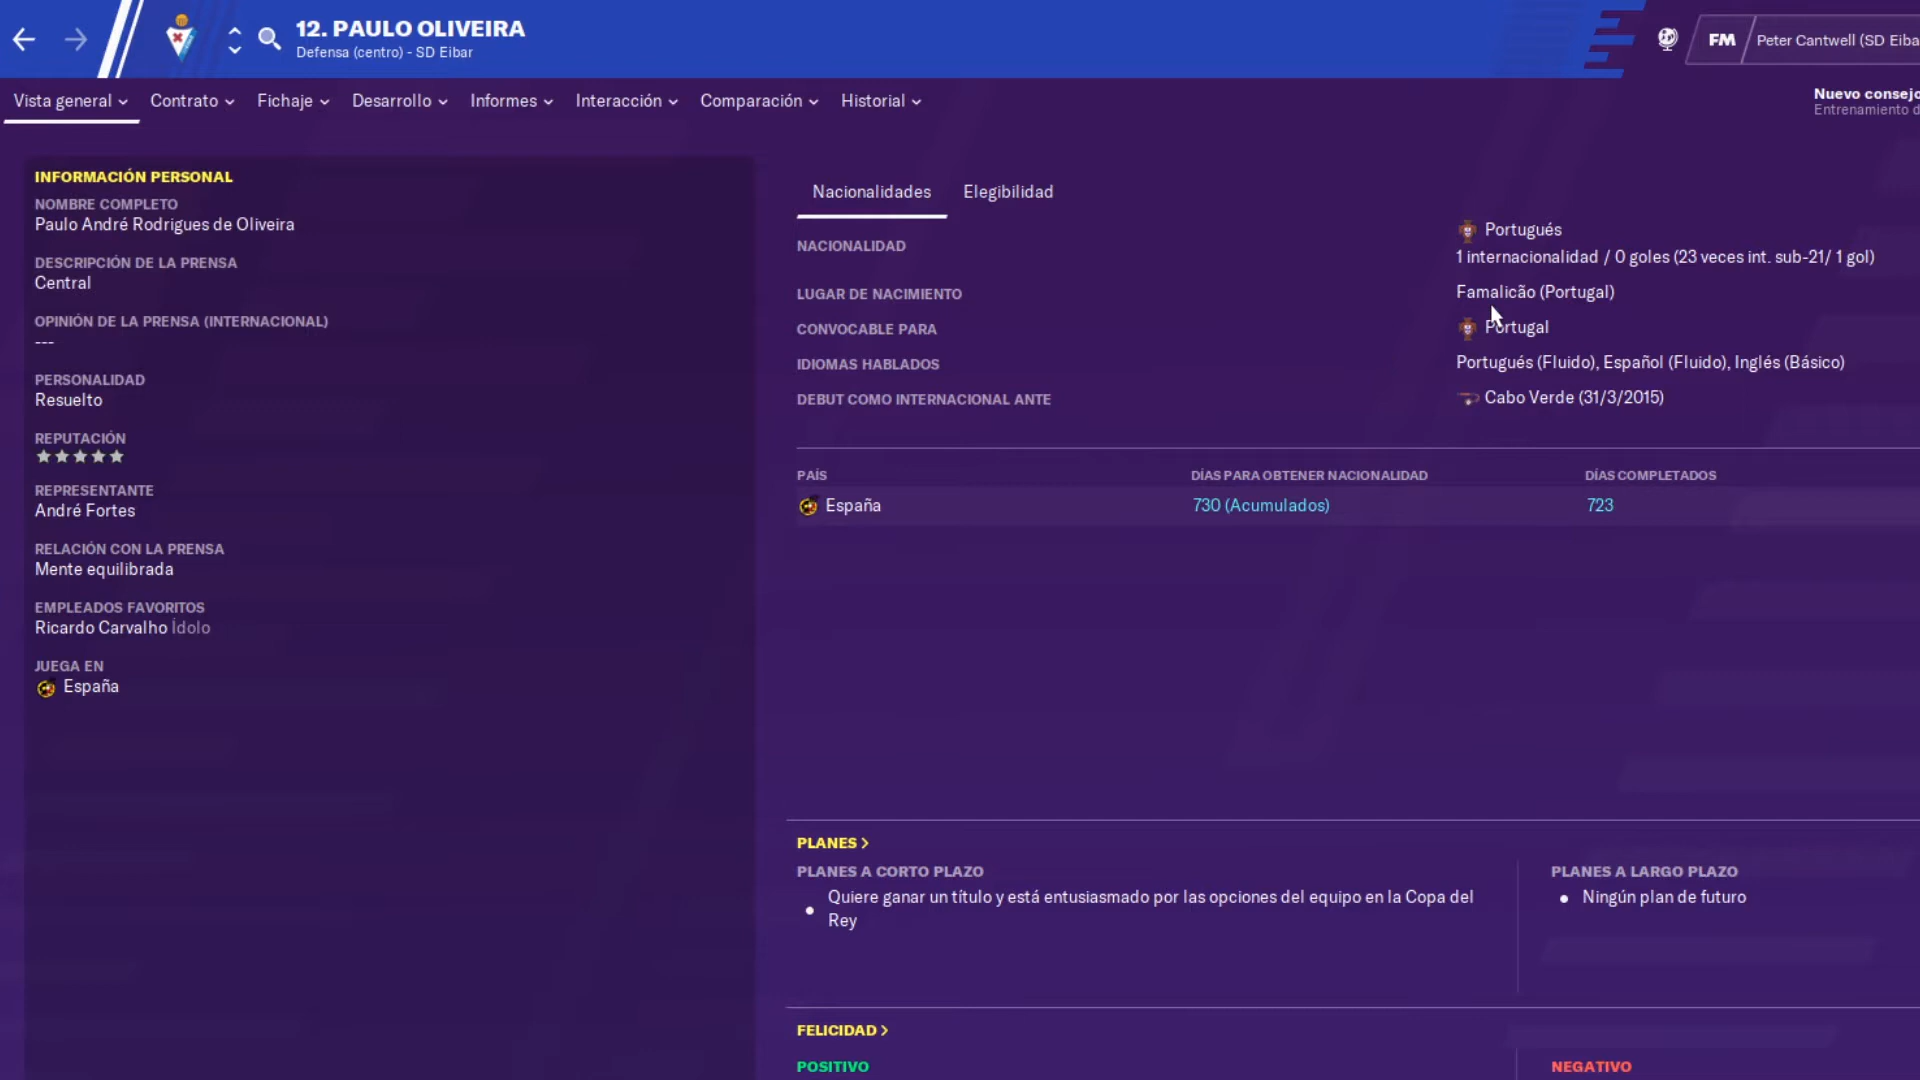 12. PAULO OLIVEIRA
Defensa (centro) - SD Eibar
FM
Peter Cantwell (SD Eiba
Vista general
Contrato
Fichaje
Desarrollo
Informes
Interacción
Comparación
Historial
Nuevo consejo
Entrenamiento d
INFORMACIÓN PERSONAL
NOMBRE COMPLETO
Paulo André Rodrigues de Oliveira
DESCRIPCIÓN DE LA PRENSA
Central
OPINIÓN DE LA PRENSA (INTERNACIONAL)
---
PERSONALIDAD
Resuelto
REPUTACIÓN
REPRESENTANTE
André Fortes
RELACIÓN CON LA PRENSA
Mente equilibrada
EMPLEADOS FAVORITOS
Ricardo Carvalho Ídolo
JUEGA EN
España
Nacionalidades
Elegibilidad
NACIONALIDAD
Portugués
1 internacionalidad / 0 goles (23 veces int. sub-21/ 1 gol)
LUGAR DE NACIMIENTO
Famalicão (Portugal)
CONVOCABLE PARA
Portugal
IDIOMAS HABLADOS
Portugués (Fluido), Español (Fluido), Inglés (Básico)
DEBUT COMO INTERNACIONAL ANTE
Cabo Verde (31/3/2015)
PAÍS
DÍAS PARA OBTENER NACIONALIDAD
DÍAS COMPLETADOS
España
730 (Acumulados)
723
PLANES >
PLANES A CORTO PLAZO
Quiere ganar un título y está entusiasmado por las opciones del equipo en la Copa del
Rey
PLANES A LARGO PLAZO
Ningún plan de futuro
FELICIDAD >
POSITIVO
NEGATIVO